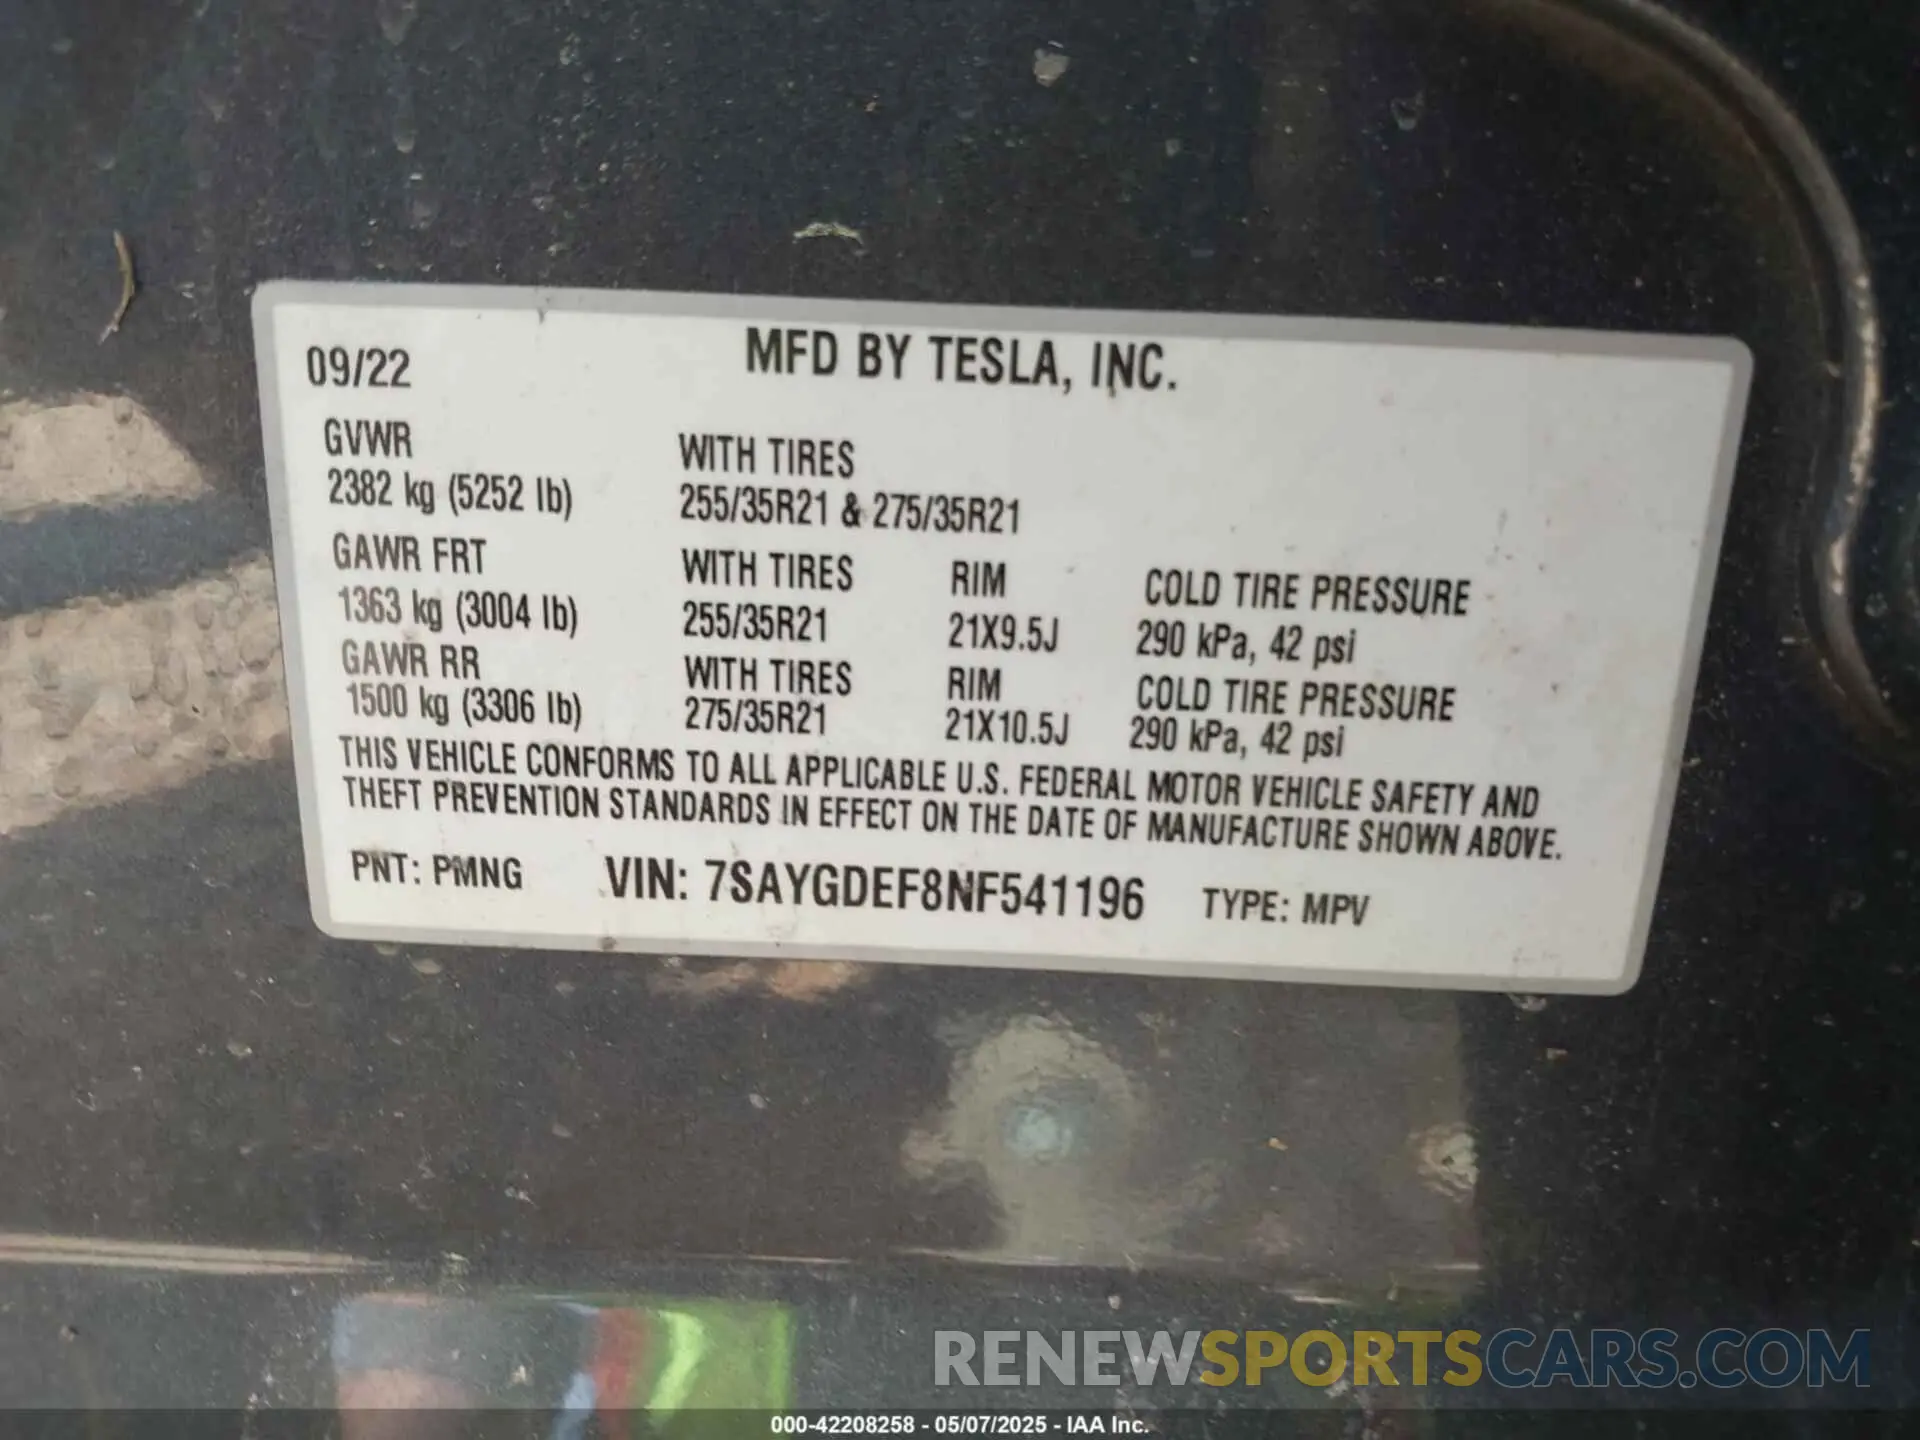 09/22 MFD BY TESLA, INC.
GVWR WITH TIRES
2382 kg (5252 lb) 255/35R21 & 275/35R21
GAWR FRT WITH TIRES RIM COLD TIRE PRESSURE
1363 kg (3004 lb) 255/35R21 21X9.5J 290 kPa, 42 psi
GAWR RR WITH TIRES RIM COLD TIRE PRESSURE
1500 kg (3306 lb) 275/35R21 21X10.5J 290 kPa, 42 psi
THIS VEHICLE CONFORMS TO ALL APPLICABLE U.S. FEDERAL MOTOR VEHICLE SAFETY AND
THEFT PREVENTION STANDARDS IN EFFECT ON THE DATE OF MANUFACTURE SHOWN ABOVE.
PNT: PMNG VIN: 7SAYGDEF8NF541196 TYPE: MPV
RENEWSPORTSCARS.COM
000-42208258 - 05/07/2025 - IAA Inc.